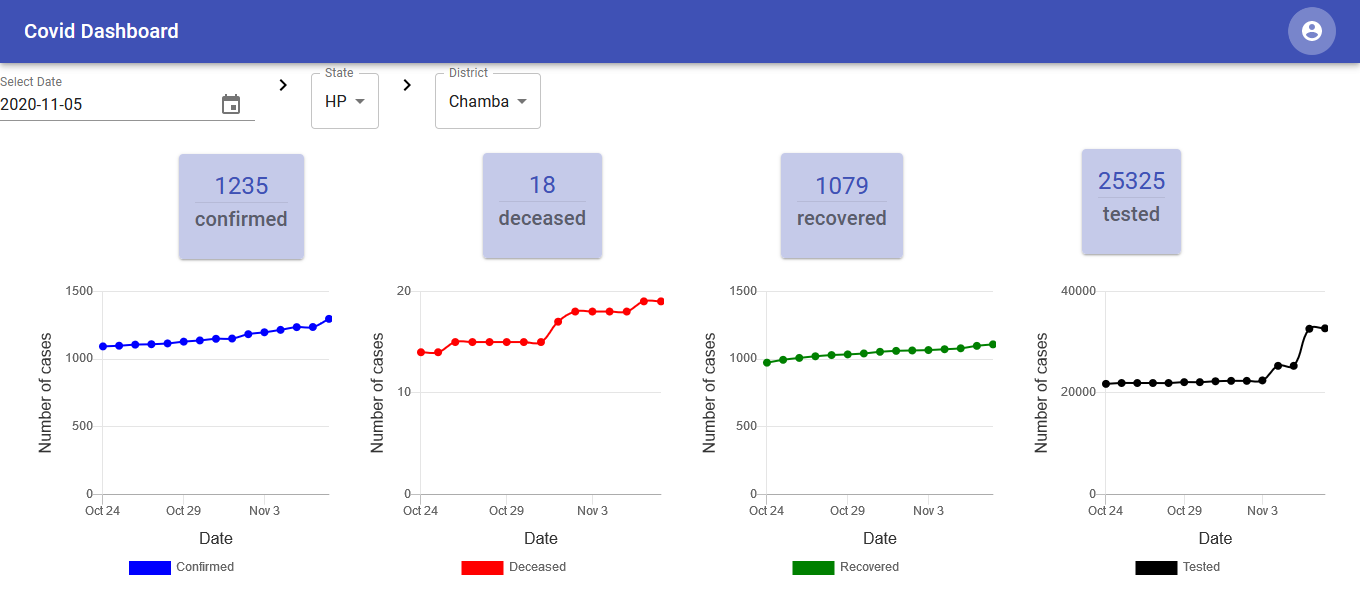 Covid Dashboard
Select Date
2020-11-05
State
HP
District
Chamba
1235
confirmed
18
deceased
1079
recovered
25325
tested
1500
1000
500
0
Number of cases
Oct 24 Oct 29 Nov 3
Date
Confirmed
20
10
0
Number of cases
Oct 24 Oct 29 Nov 3
Date
Deceased
1500
1000
500
0
Number of cases
Oct 24 Oct 29 Nov 3
Date
Recovered
40000
20000
0
Number of cases
Oct 24 Oct 29 Nov 3
Date
Tested